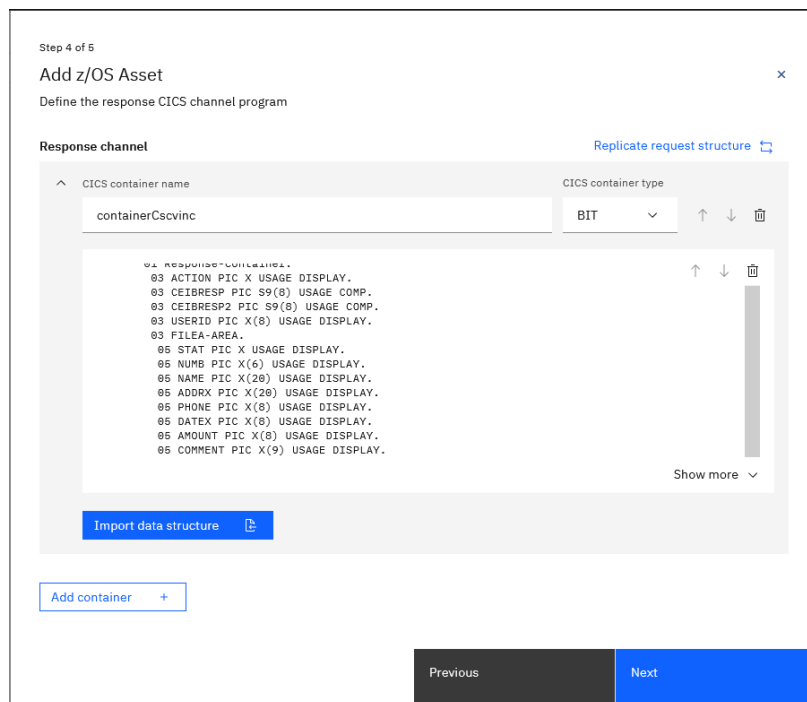 Step 4 of 5
Add z/OS Asset
Define the response CICS channel program
Response channel
Replicate request structure
CICS container name
CICS container type
containerCscvinc
BIT
01 Response-Container.
03 ACTION PIC X USAGE DISPLAY.
03 CEIBRESP PIC S9(8) USAGE COMP.
03 CEIBRESP2 PIC S9(8) USAGE COMP.
03 USERID PIC X(8) USAGE DISPLAY.
03 FILEA-AREA.
05 STAT PIC X USAGE DISPLAY.
05 NUMB PIC X(6) USAGE DISPLAY.
05 NAME PIC X(20) USAGE DISPLAY.
05 ADDRX PIC X(20) USAGE DISPLAY.
05 PHONE PIC X(8) USAGE DISPLAY.
05 DATEX PIC X(8) USAGE DISPLAY.
05 AMOUNT PIC X(8) USAGE DISPLAY.
05 COMMENT PIC X(9) USAGE DISPLAY.
Show more
Import data structure
Add container +
Previous
Next